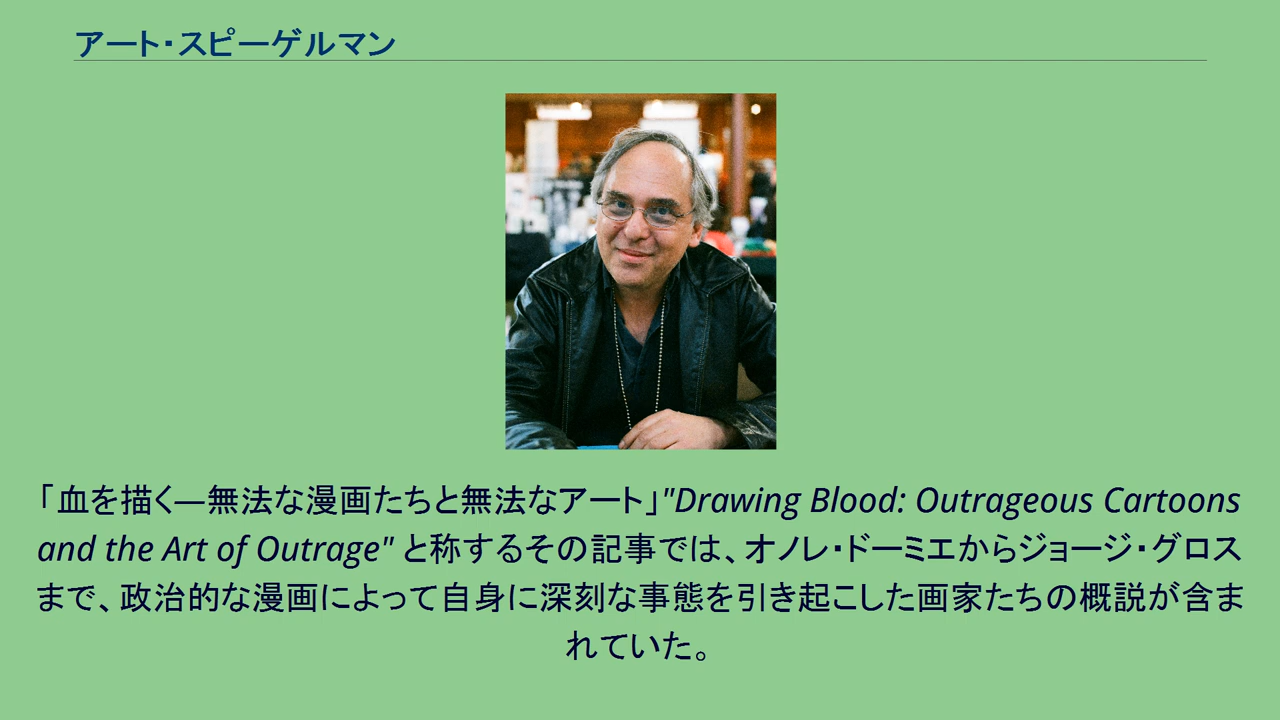 アート・スピーゲルマン
「血を描く―無法な漫画たちと無法なアート」"Drawing Blood: Outrageous Cartoons
and the Art of Outrage" と称するその記事では、オノレ・ドーミエからジョージ・グロス
まで、政治的な漫画によって自身に深刻な事態を引き起こした画家たちの概説が含ま
れていた。